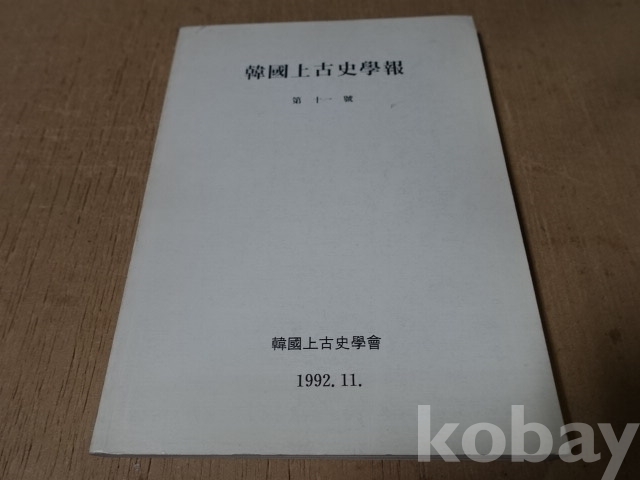 韓國上古史學報
第 十一 號
韓國上古史學會
1992. 11.
kobay